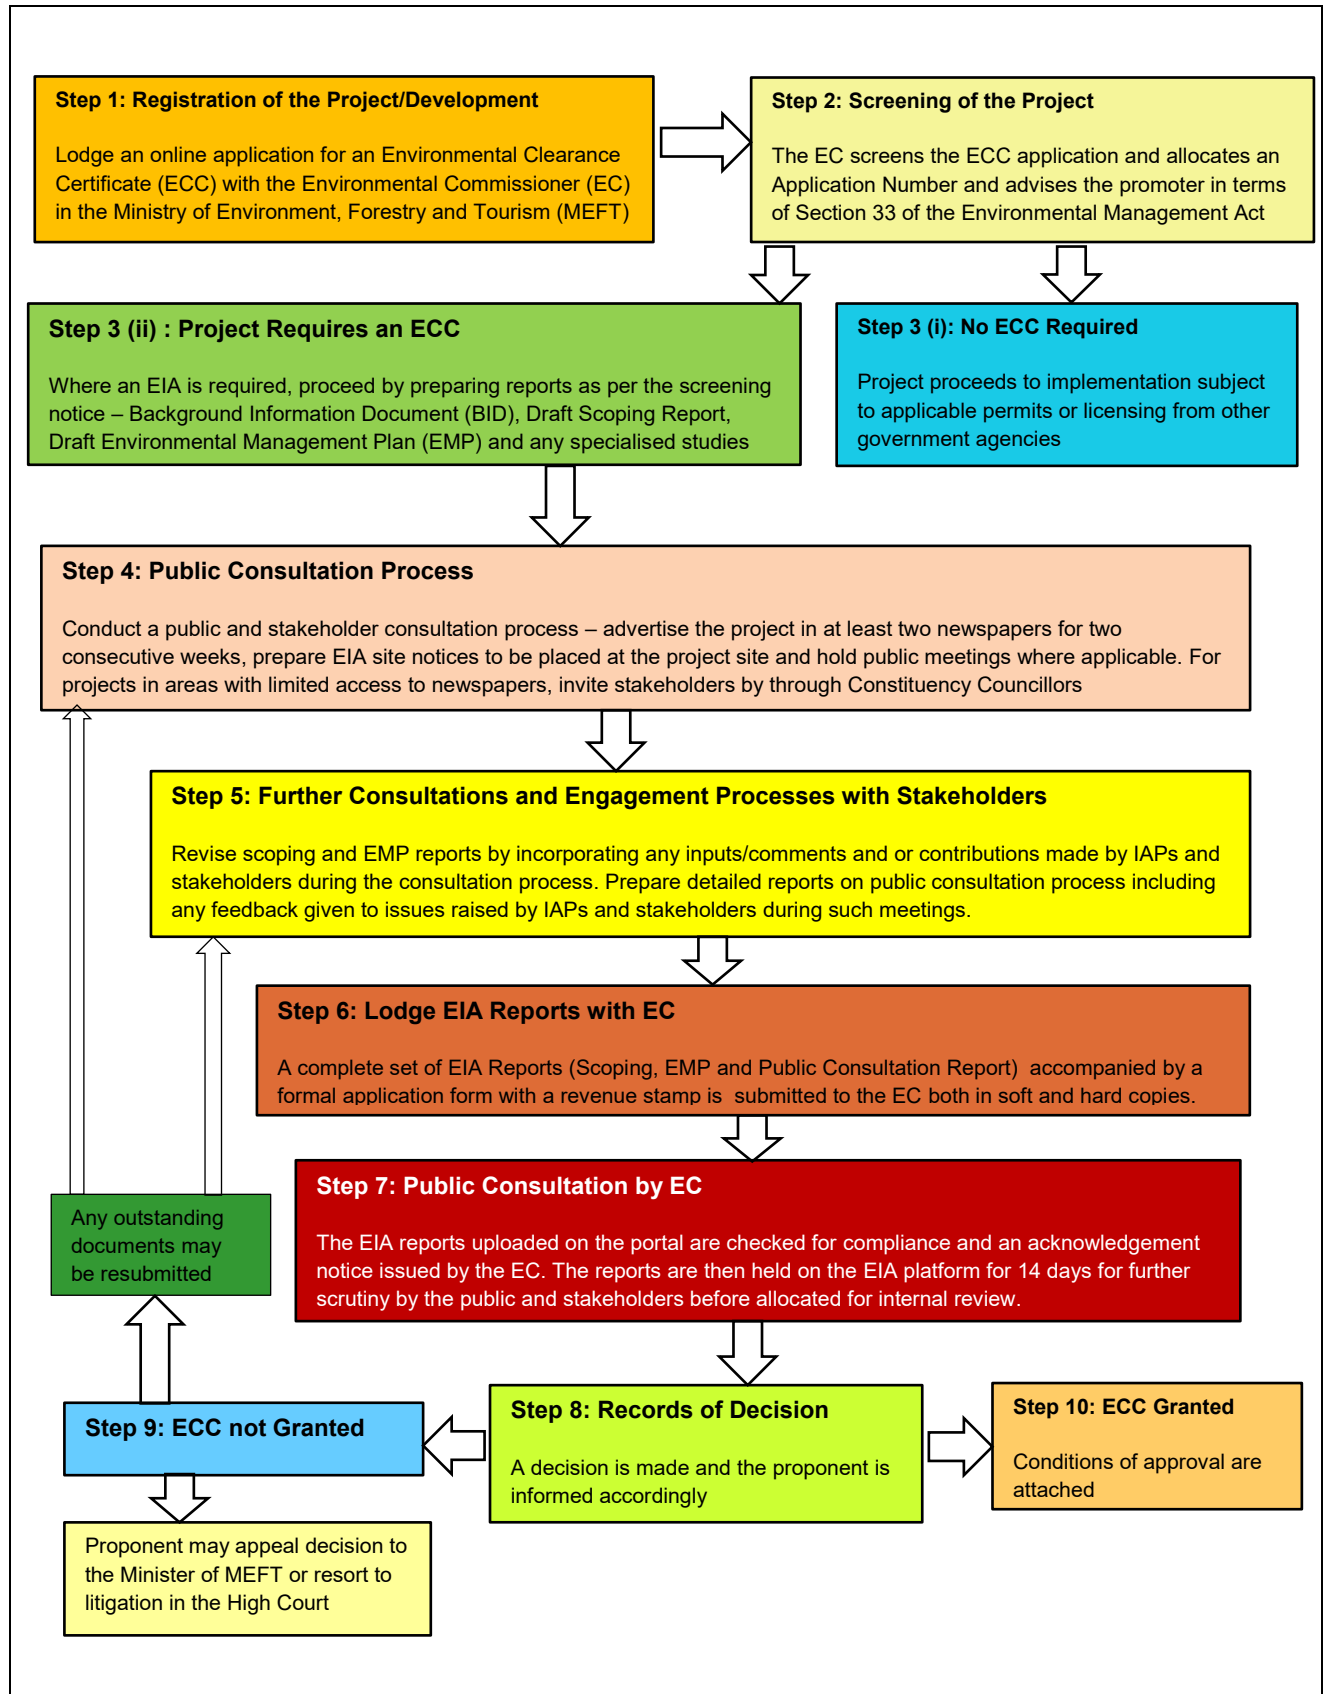 Step 1: Registration of the Project/Development
Lodge an online application for an Environmental Clearance
Certificate (ECC) with the Environmental Commissioner (EC)
in the Ministry of Environment, Forestry and Tourism (MEFT)
Step 2: Screening of the Project
The EC screens the ECC application and allocates an
Application Number and advises the promoter in terms
of Section 33 of the Environmental Management Act
Step 3 (ii) : Project Requires an ECC
Where an EIA is required, proceed by preparing reports as per the screening
notice – Background Information Document (BID), Draft Scoping Report,
Draft Environmental Management Plan (EMP) and any specialised studies
Step 3 (i): No ECC Required
Project proceeds to implementation subject
to applicable permits or licensing from other
government agencies
Step 4: Public Consultation Process
Conduct a public and stakeholder consultation process – advertise the project in at least two newspapers for two
consecutive weeks, prepare EIA site notices to be placed at the project site and hold public meetings where applicable. For
projects in areas with limited access to newspapers, invite stakeholders by through Constituency Councillors
Step 5: Further Consultations and Engagement Processes with Stakeholders
Revise scoping and EMP reports by incorporating any inputs/comments and or contributions made by IAPs and
stakeholders during the consultation process. Prepare detailed reports on public consultation process including
any feedback given to issues raised by IAPs and stakeholders during such meetings.
Step 6: Lodge EIA Reports with EC
A complete set of EIA Reports (Scoping, EMP and Public Consultation Report) accompanied by a
formal application form with a revenue stamp is submitted to the EC both in soft and hard copies.
Step 7: Public Consultation by EC
The EIA reports uploaded on the portal are checked for compliance and an acknowledgement
notice issued by the EC. The reports are then held on the EIA platform for 14 days for further
scrutiny by the public and stakeholders before allocated for internal review.
Any outstanding
documents may
be resubmitted
Step 9: ECC not Granted
Step 8: Records of Decision
A decision is made and the proponent is
informed accordingly
Step 10: ECC Granted
Conditions of approval are
attached
Proponent may appeal decision to
the Minister of MEFT or resort to
litigation in the High Court